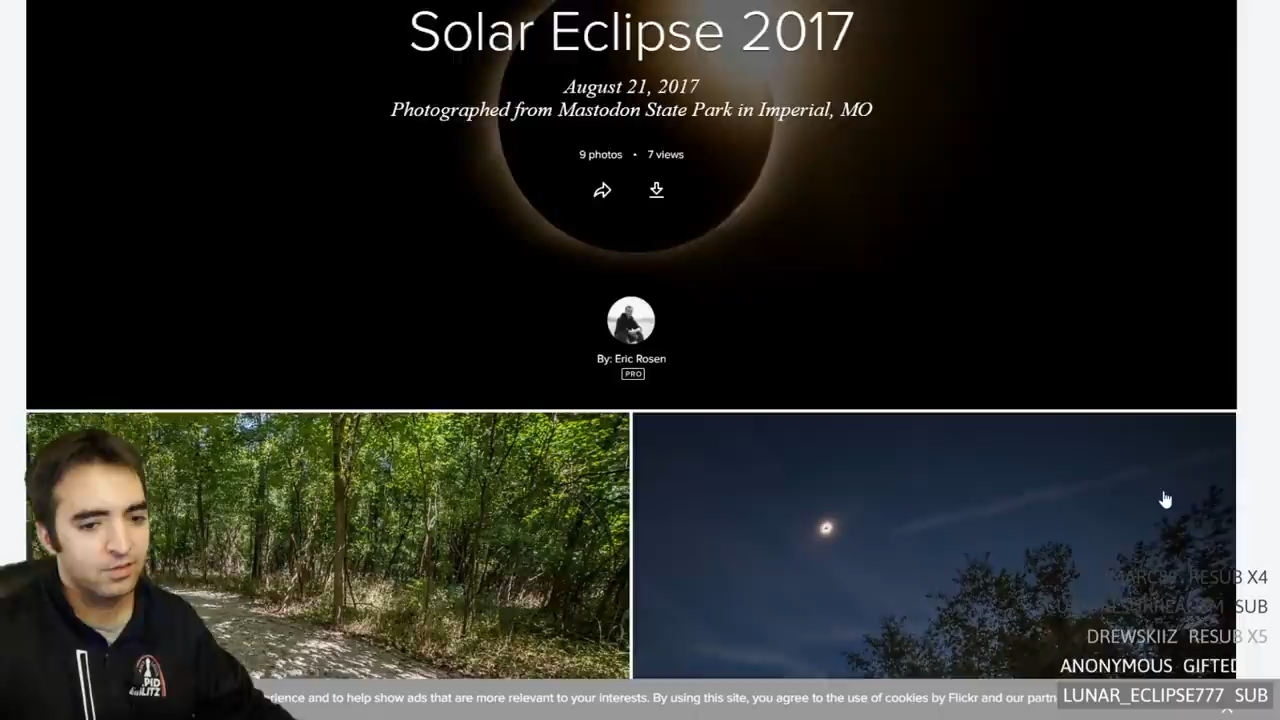 Solar Eclipse 2017
August 21, 2017
Photographed from Mastodon State Park in Imperial, MO
9 photos • 7 views
By: Eric Rosen
PRO
RESUB X4
SUB
DREWSKIIZ RESUB X5
ANONYMOUS GIFTED
rience and to help show ads that are more relevant to your interests. By using this site, you agree to the use of cookies by Flickr and our partn
LUNAR_ECLIPSE777 SUB